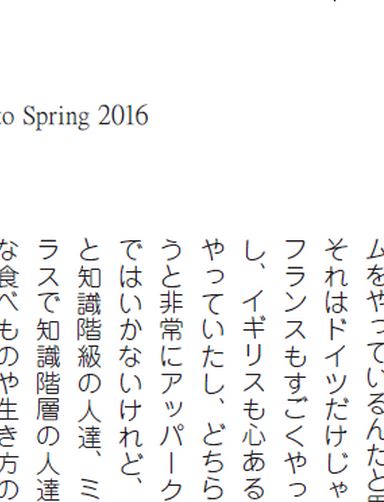 to Spring 2016
ムをやっているんだと
それはドイツだけじゃ
フランスもすごくやっ
し、イギリスも心ある
やっていたし、どちら
うと非常にアッパーク
ではいかないけれど、
と知識階級の人達、ミ
ラスで知識階層の人達
な食べものや生き方の